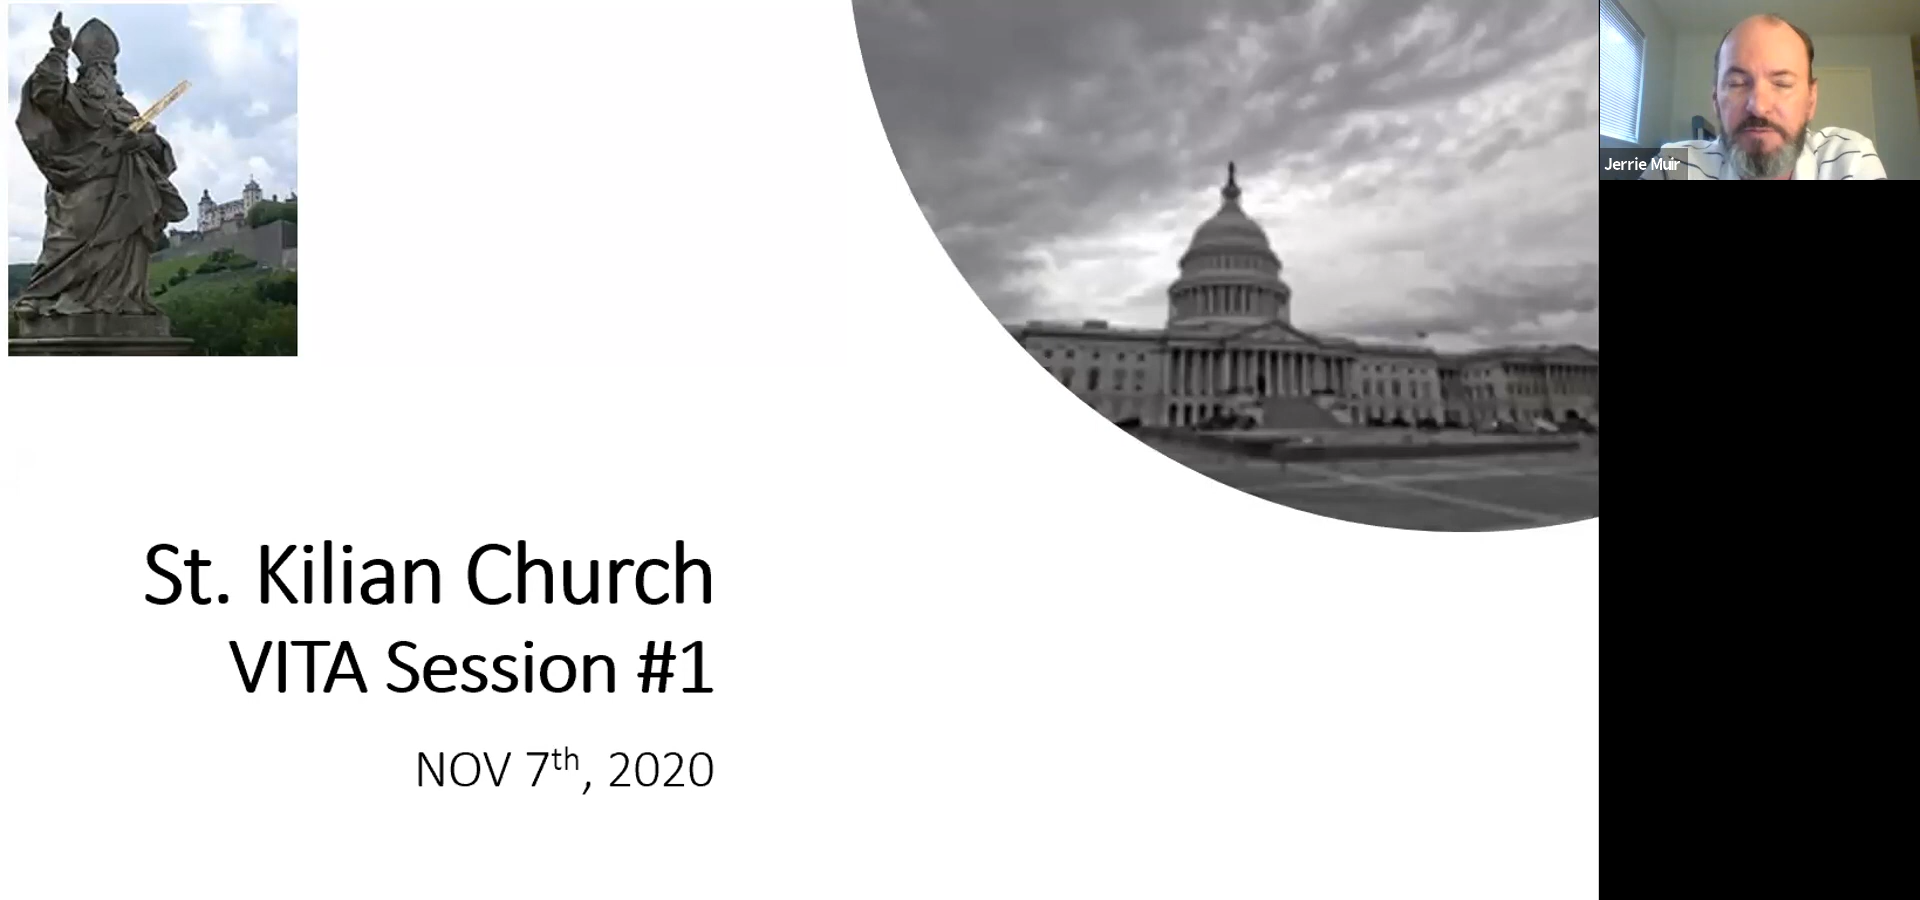 St. Kilian Church
VITA Session #1
NOV 7th, 2020
Jerrie Muir